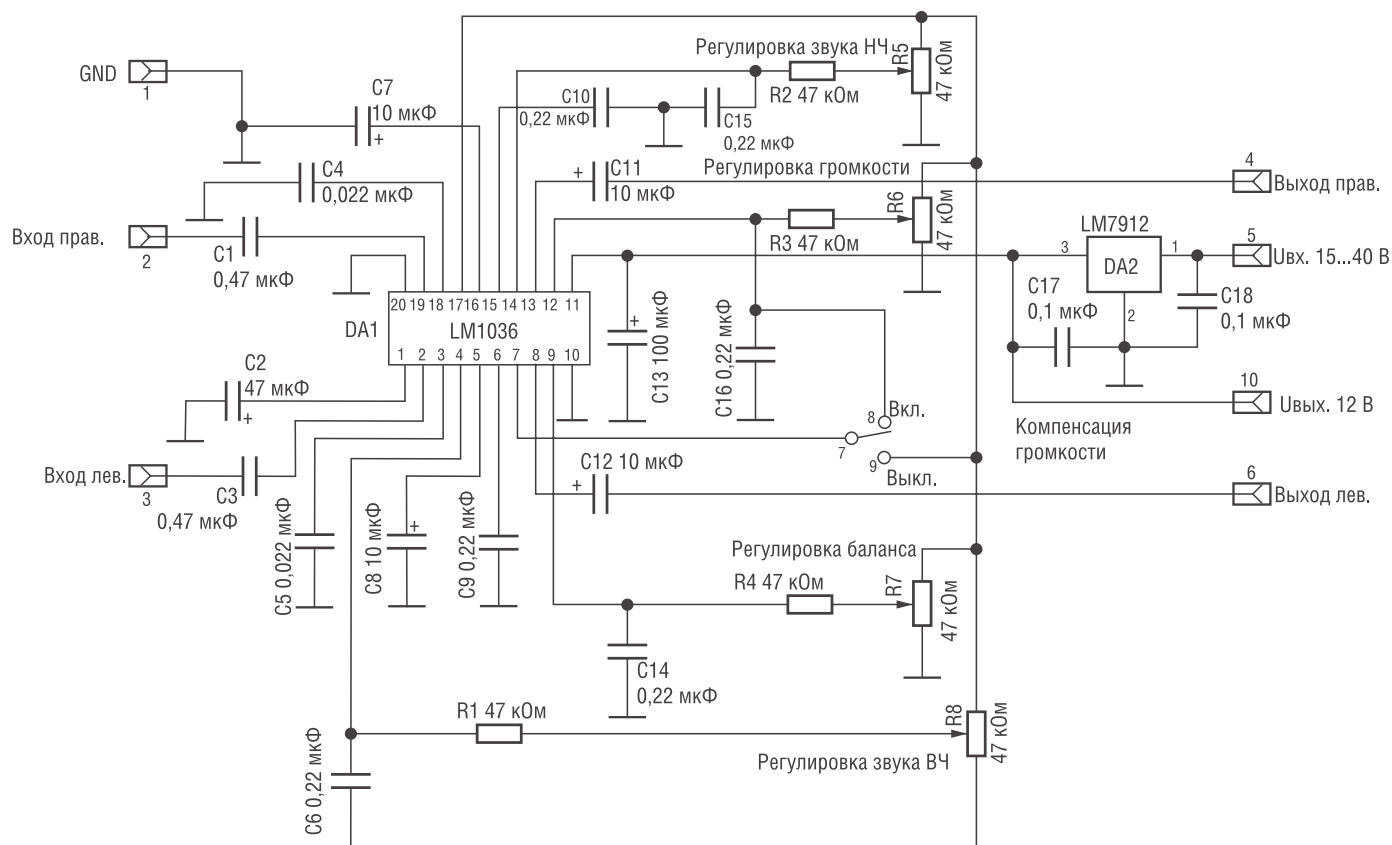 GND
1
C7
10 мкФ
+
C4
0,022 мкФ
Вход прав.
2
C1
0,47 мкФ
Регулировка звука НЧ
R5
47 кОм
R2 47 кОм
C10
0,22 мкФ
C15
0,22 мкФ
Регулировка громкости
+
C11
10 мкФ
R6
47 кОм
R3 47 кОм
4
Выход прав.
LM7912
3
DA2
1
2
5
Uвх. 15...40 В
C17
0,1 мкФ
C18
0,1 мкФ
10
Uвых. 12 В
20 19 18 17 16 15 14 13 12 11
DA1
LM1036
1 2 3 4 5 6 7 8 9 10
+
C13 100 мкФ
C16 0,22 мкФ
C2
47 мкФ
+
Вход лев.
3
C3
0,47 мкФ
8
Вкл.
7
9
Выкл.
Компенсация
громкости
C12 10 мкФ
+
6
Выход лев.
C5 0,022 мкФ
C8 10 мкФ
+
C9 0,22 мкФ
Регулировка баланса
R4 47 кОм
R7
47 кОм
C14
0,22 мкФ
R1 47 кОм
R8
47 кОм
Регулировка звука ВЧ
C6 0,22 мкФ